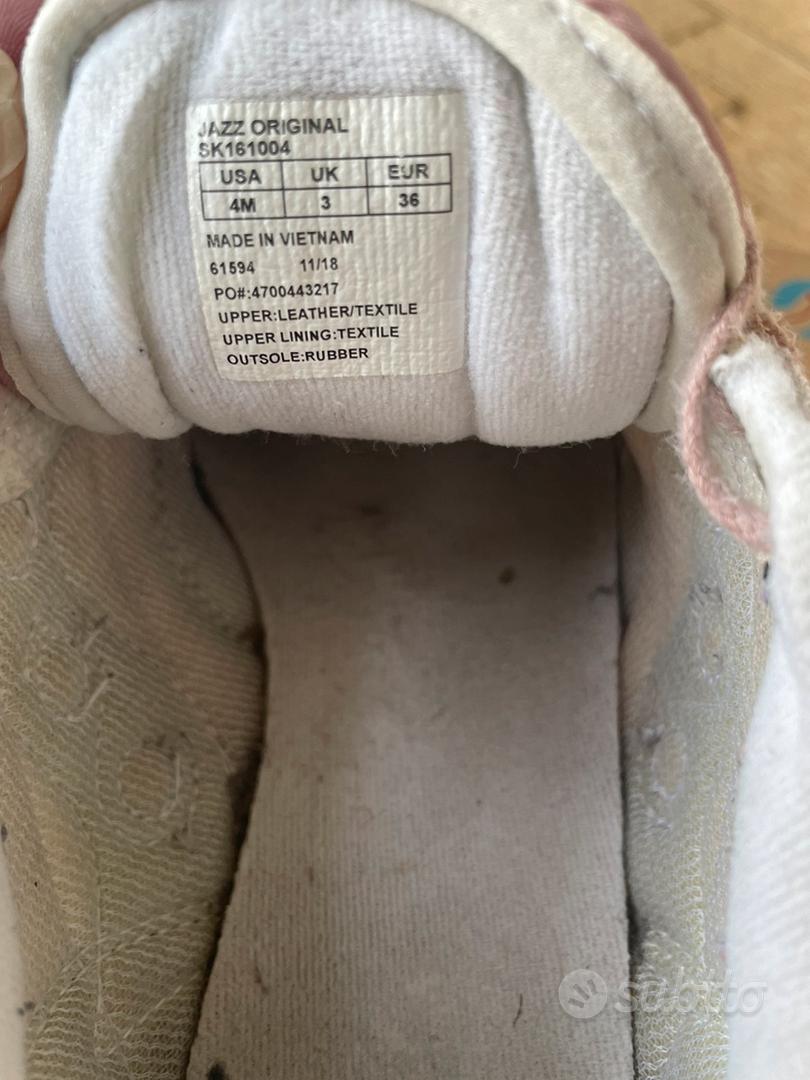 JAZZ ORIGINAL
SK161004
USA UK EUR
4M 3 36
MADE IN VIETNAM
61594 11/18
PO#:4700443217
UPPER:LEATHER/TEXTILE
UPPER LINING:TEXTILE
OUTSOLE:RUBBER
subito